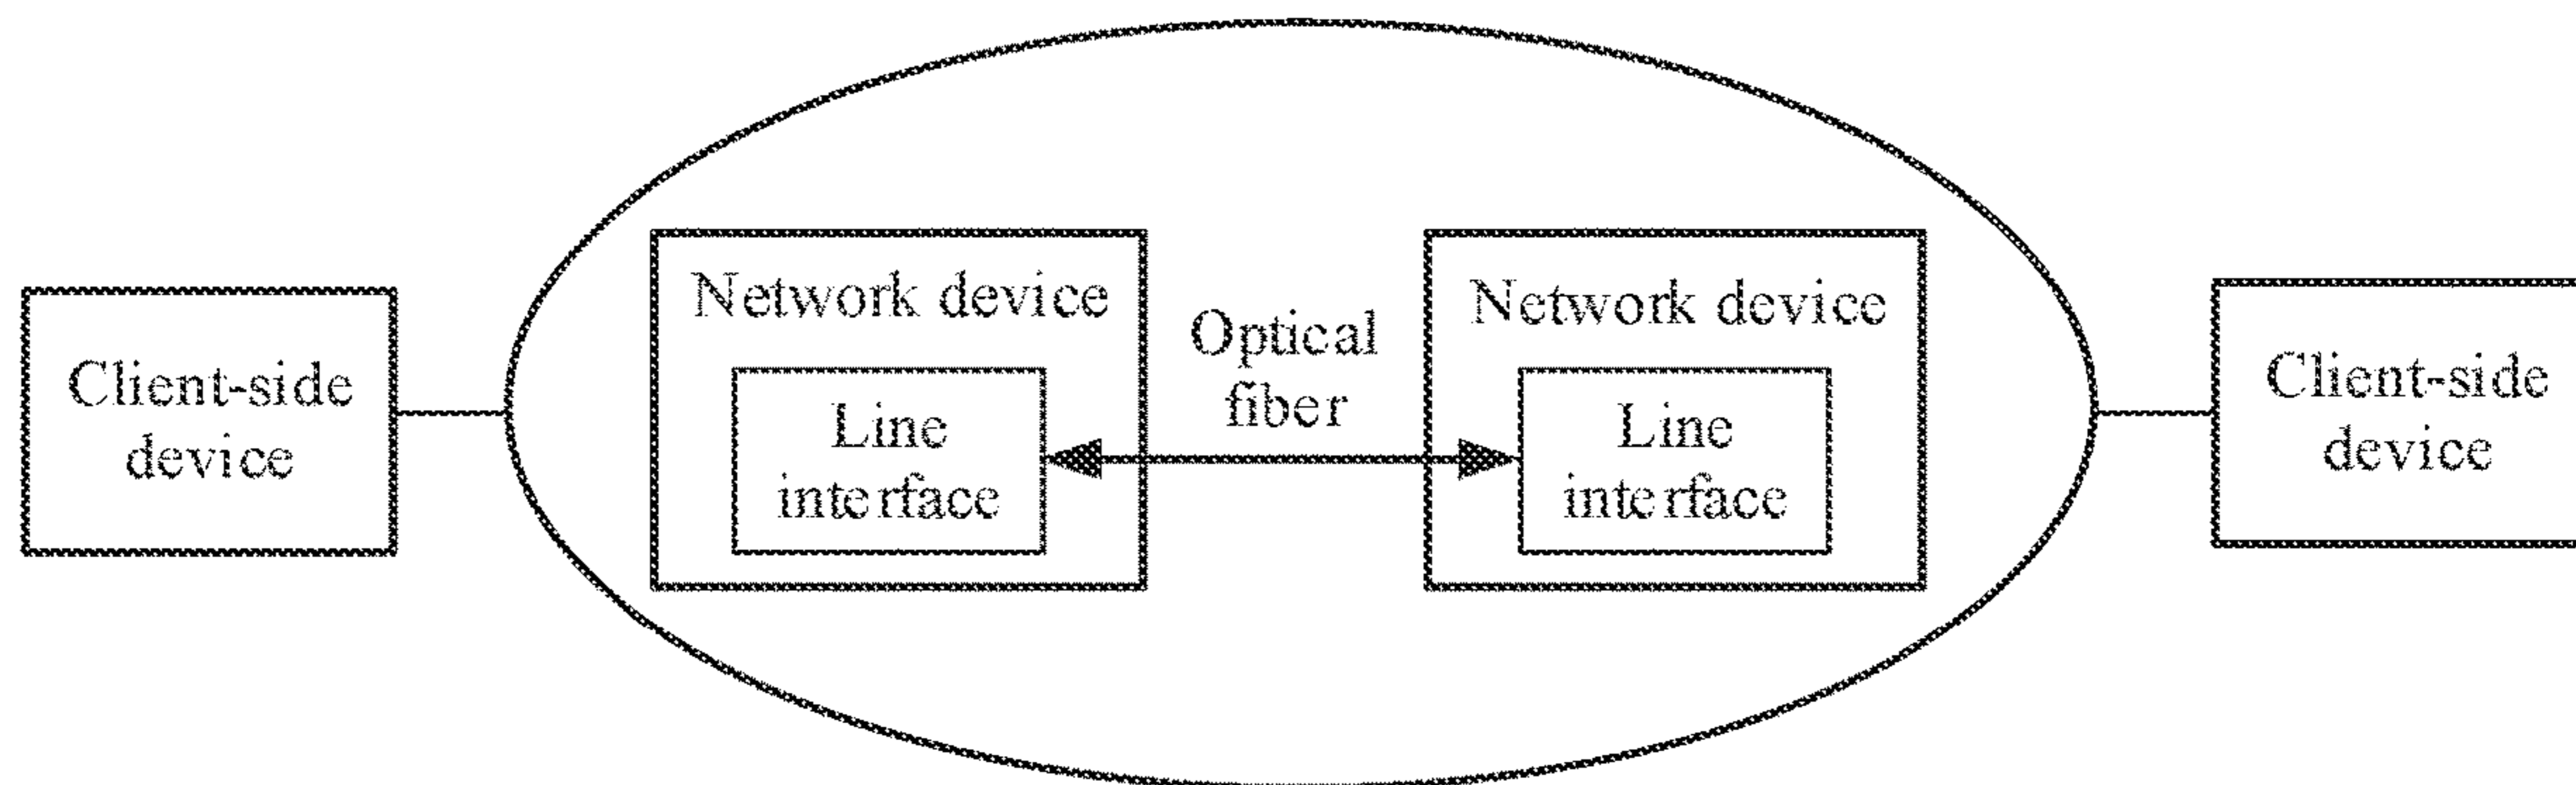 Client-side
device
Network device
Line
interface
Optical
fiber
Network device
Line
interface
Client-side
device